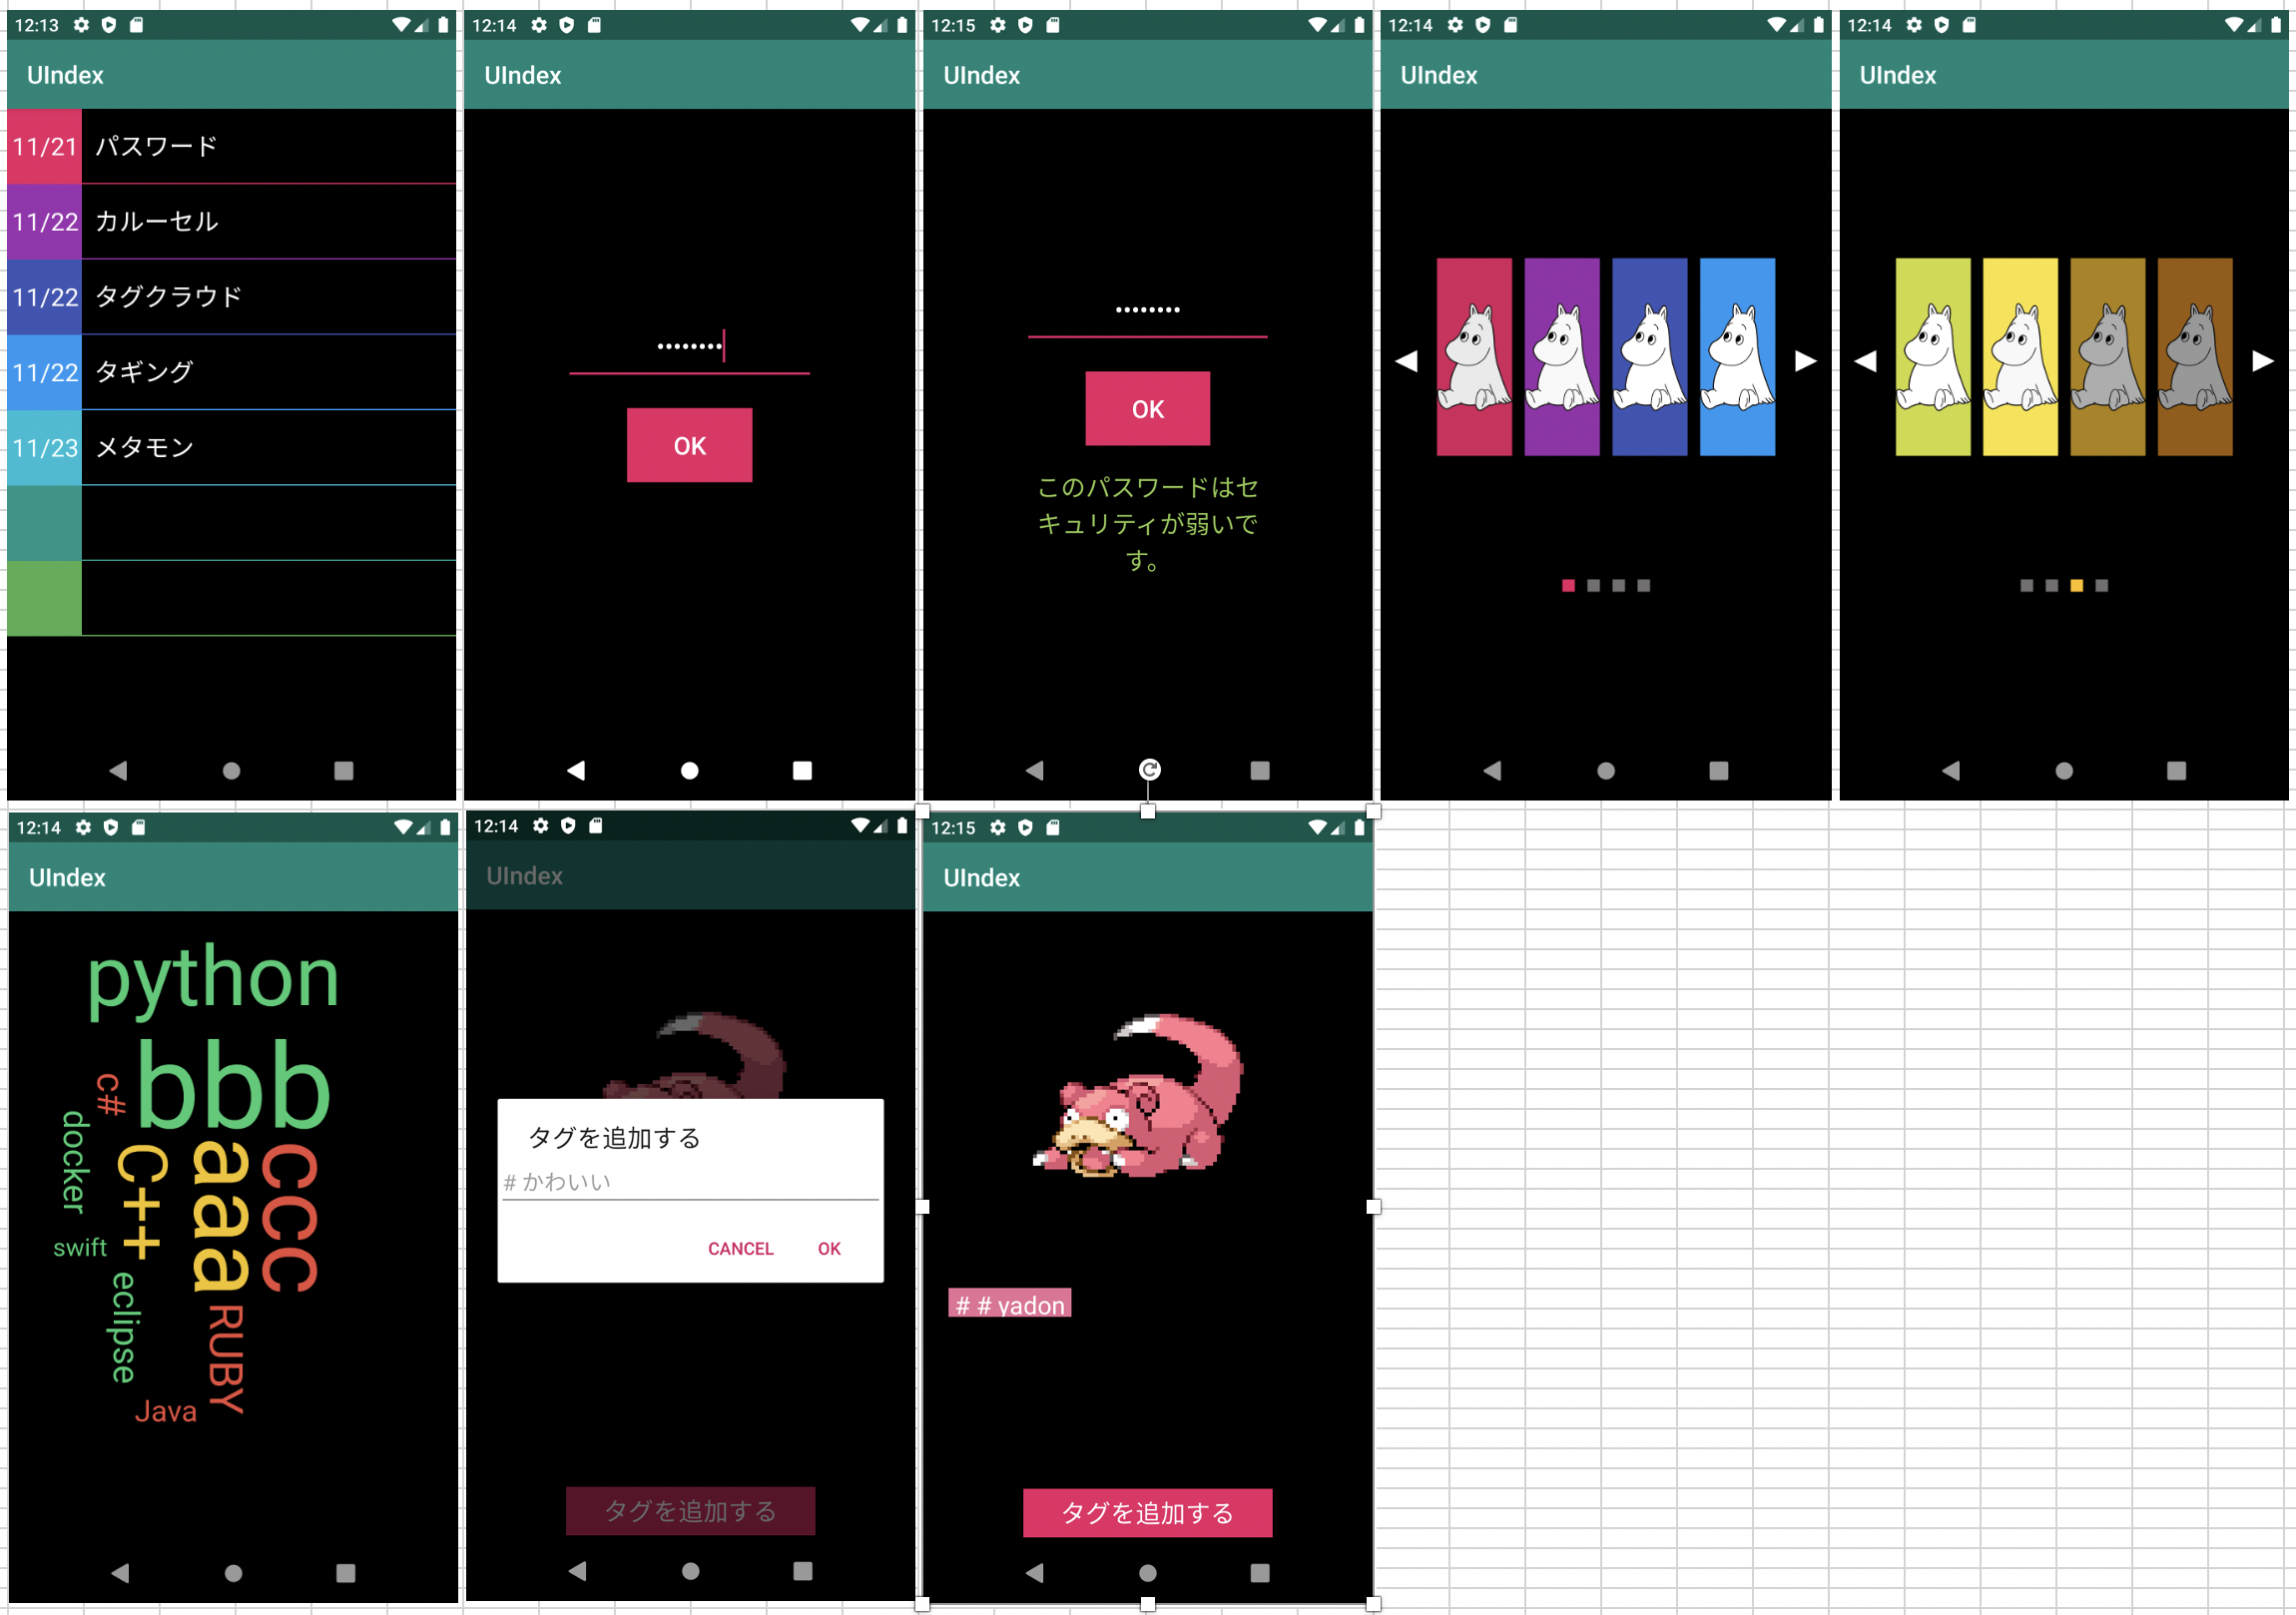 12:13
UIndex
11/21 パスワード
11/22 カルーセル
11/22 タグクラウド
11/22 タギング
11/23 メタモン
12:14
UIndex
OK
12:15
UIndex
OK
このパスワードはセ
キュリティが弱いで
す。
12:14
UIndex
12:14
UIndex
12:14
UIndex
python
bbb
c#
docker
C++
aaa
ccc
swift
eclipse
RUBY
Java
12:14
UIndex
タグを追加する
# かわいい
CANCEL OK
タグを追加する
12:15
UIndex
# # yadon
タグを追加する